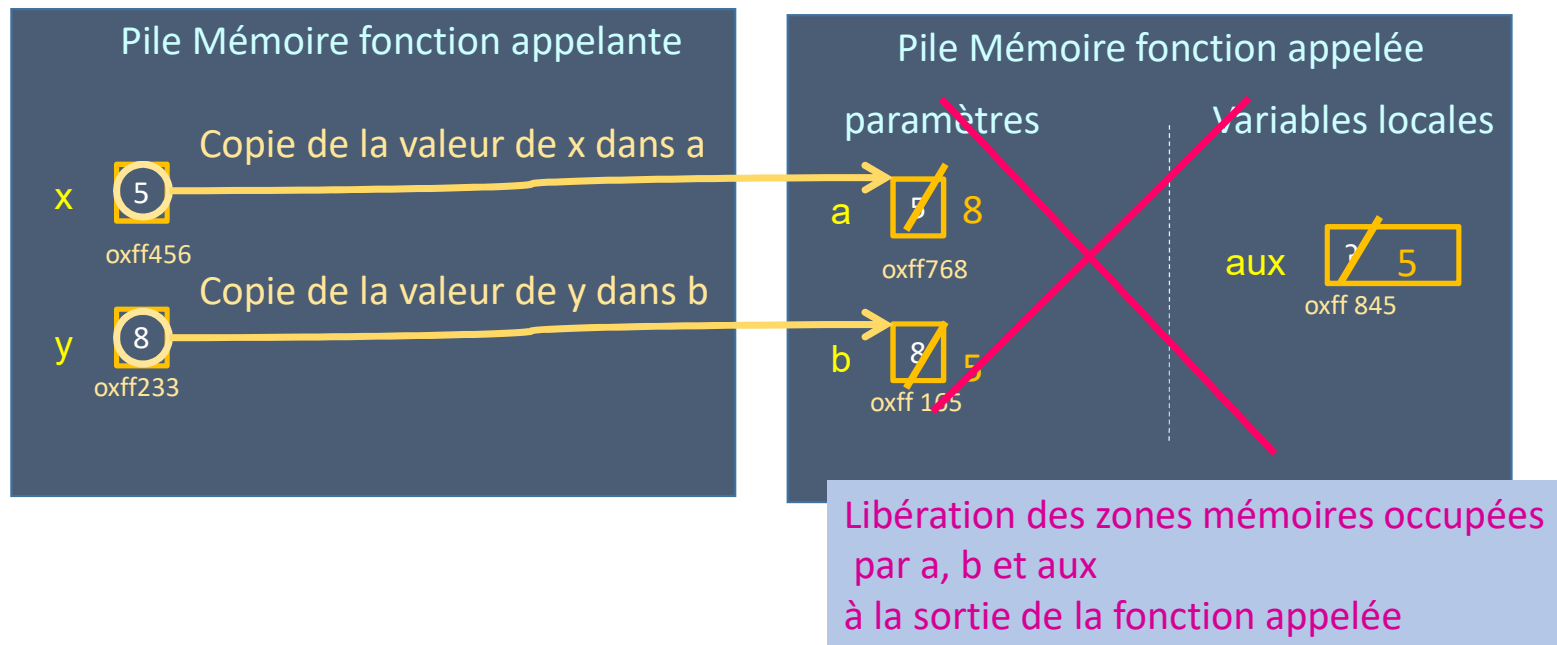 Pile Mémoire fonction appelante
Copie de la valeur de x dans a
x
5
oxff456
Copie de la valeur de y dans b
y
8
oxff233
Pile Mémoire fonction appelée
paramètres
Variables locales
a
5
8
oxff768
aux
5
oxff 845
b
8
5
oxff 165
Libération des zones mémoires occupées
par a, b et aux
à la sortie de la fonction appelée